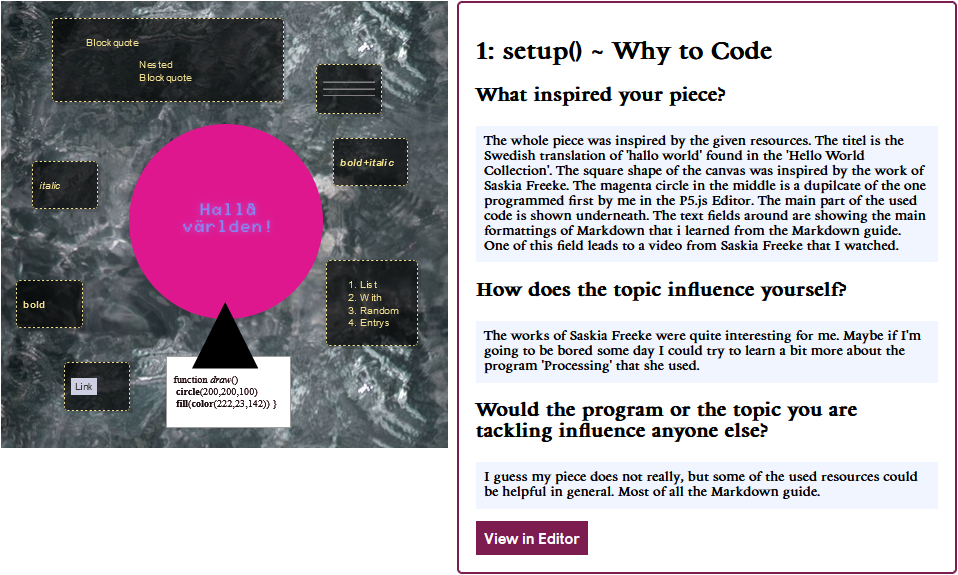 Blockquote
Nested
Blockquote
bold+italic
italic
Hallå
världen!
1. List
2. With
3. Random
4. Entrys
bold
Link
function draw()
circle(200,200,100)
fill(color(222,23,142)) }
1: setup() ~ Why to Code
What inspired your piece?
The whole piece was inspired by the given resources. The titel is the
Swedish translation of 'hallo world' found in the 'Hello World
Collection'. The square shape of the canvas was inspired by the work of
Saskia Freeke. The magenta circle in the middle is a dupilcate of the one
programmed first by me in the P5.js Editor. The main part of the used
code is shown underneath. The text fields around are showing the main
formattings of Markdown that i learned from the Markdown guide.
One of this field leads to a video from Saskia Freeke that I watched.
How does the topic influence yourself?
The works of Saskia Freeke were quite interesting for me. Maybe if I'm
going to be bored some day I could try to learn a bit more about the
program 'Processing' that she used.
Would the program or the topic you are
tackling influence anyone else?
I guess my piece does not really, but some of the used resources could
be helpful in general. Most of all the Markdown guide.
View in Editor